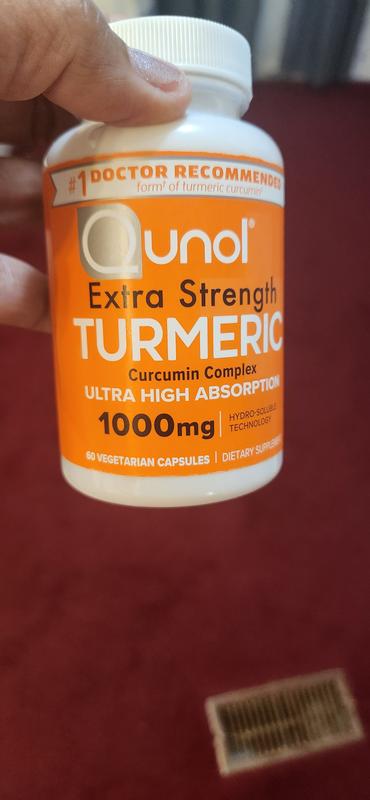 #1 DOCTOR RECOMMENDED
form† of turmeric curcumin†
Qunol®
Extra Strength
TURMERIC
Curcumin Complex
ULTRA HIGH ABSORPTION
1000mg | HYDRO-SOLUBLE
TECHNOLOGY
60 VEGETARIAN CAPSULES | DIETARY SUPPLEMENT